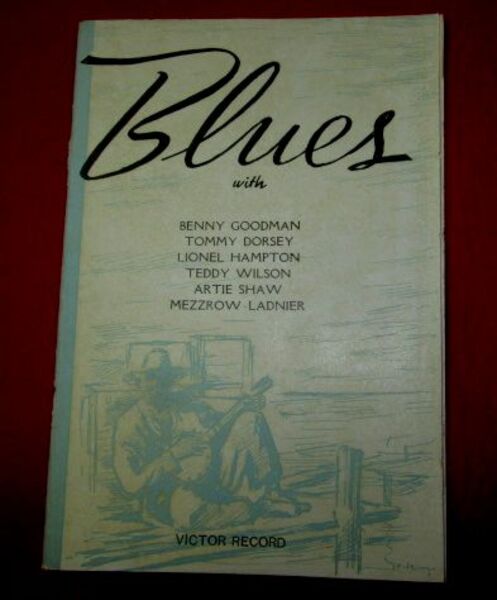 Blues
with
BENNY GOODMAN
TOMMY DORSEY
LIONEL HAMPTON
TEDDY WILSON
ARTIE SHAW
MEZZROW-LADNIER
VICTOR RECORD